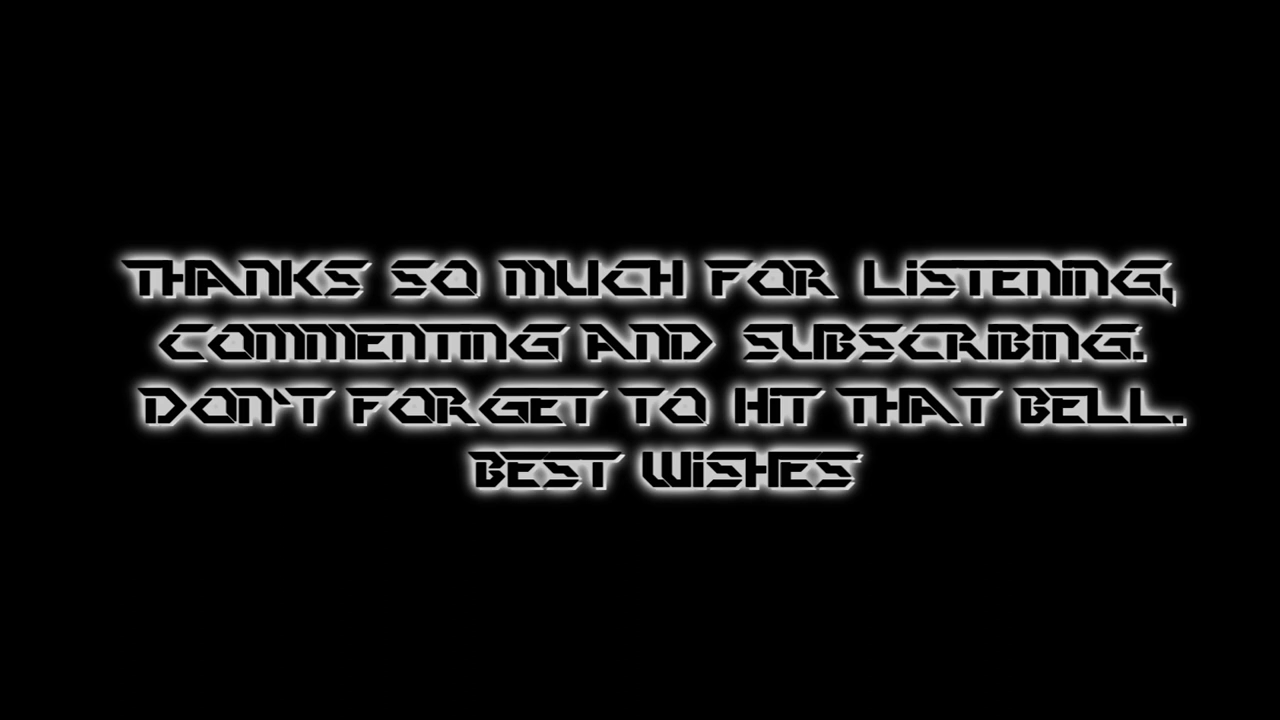 THANKS SO MUCH FOR LiSTENiNG,
COMMENTiNG AND SUBSCRiBiNG.
DON'T FORGET TO HiT THAT BELL.
BEST WiSHES